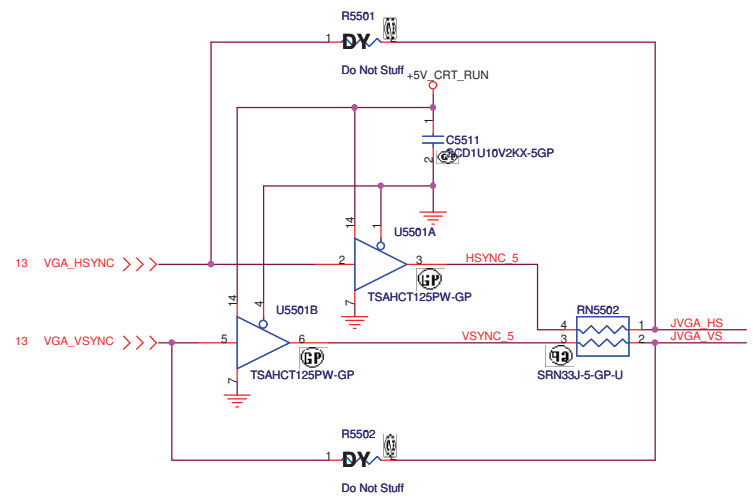 R5501
1 DY
Do Not Stuff
+5V_CRT_RUN
1
C5511
2 SCD1U10V2KX-5GP
14 1
U5501A
13 VGA_HSYNC 2 3 HSYNC_5
GP
TSAHCT125PW-GP
7
14 4
U5501B
RN5502
4 1 JVGA_HS
13 VGA_VSYNC 5 6 VSYNC_5 3 2 JVGA_VS
GP
TSAHCT125PW-GP
SRN33J-5-GP-U
7
R5502
1 DY
Do Not Stuff